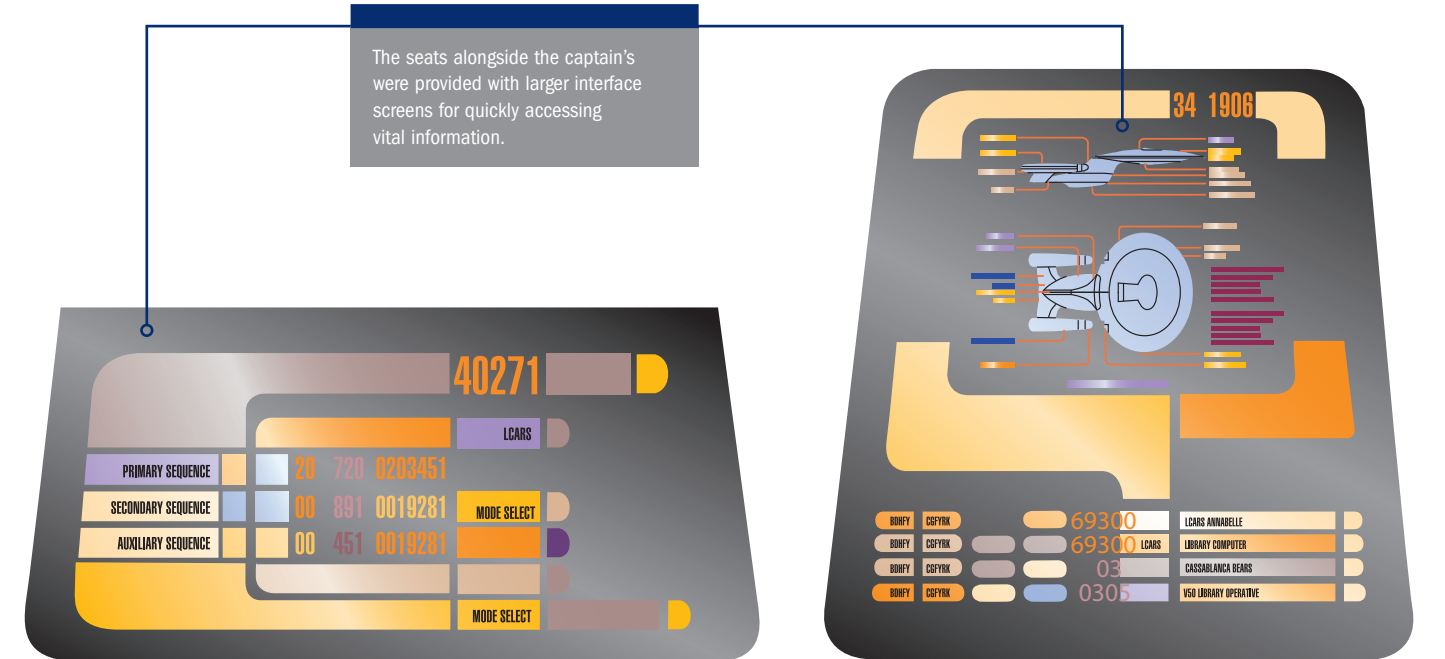 The seats alongside the captain's
were provided with larger interface
screens for quickly accessing
vital information.
40271
LCARS
PRIMARY SEQUENCE 20 720 0203451
SECONDARY SEQUENCE 00 891 0019281 MODE SELECT
AUXILIARY SEQUENCE 00 451 0019281
MODE SELECT
34 1906
BDHFY CGFYRK 69300 LCARS ANNABELLE
BDHFY CGFYRK 69300 LCARS LIBRARY COMPUTER
BDHFY CGFYRK 03 CASSABLANCA BEARS
BDHFY CGFYRK 0305 V50 LIBRARY OPERATIVE